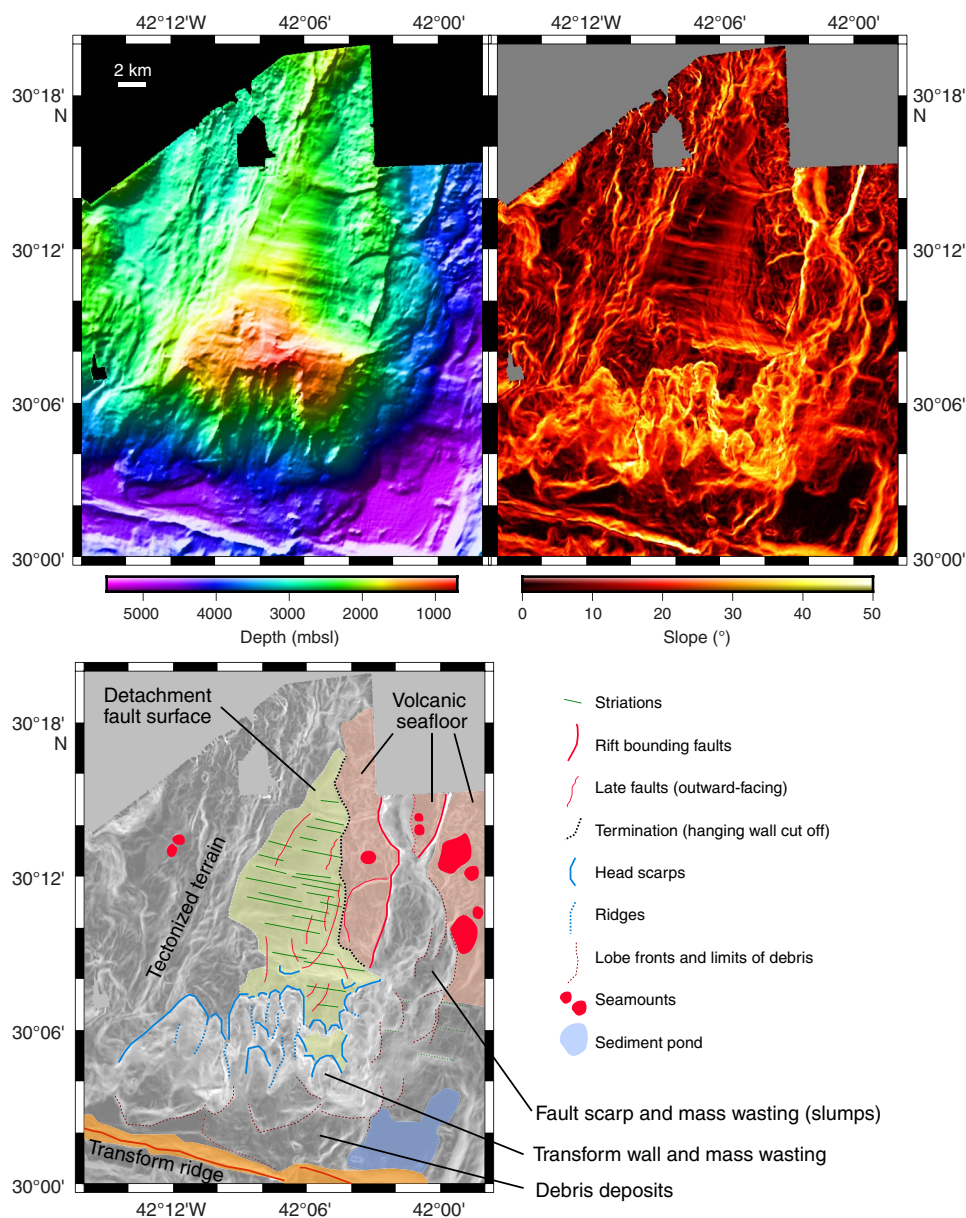 42°12'W 42°06' 42°00' 42°12'W 42°06' 42°00'
2 km
30°18'
N
30°12'
30°06'
30°00'
30°18'
N
30°12'
30°06'
30°00'
5000 4000 3000 2000 1000
Depth (mbsl)
0 10 20 30 40 50
Slope (°)
Detachment
fault surface
Volcanic
seafloor
30°18'
N
30°12'
30°06'
30°00'
Tectonized terrain
Transform ridge
42°12'W 42°06' 42°00'
Striations
Rift bounding faults
Late faults (outward-facing)
Termination (hanging wall cut off)
Head scarps
Ridges
Lobe fronts and limits of debris
Seamounts
Sediment pond
Fault scarp and mass wasting (slumps)
Transform wall and mass wasting
Debris deposits